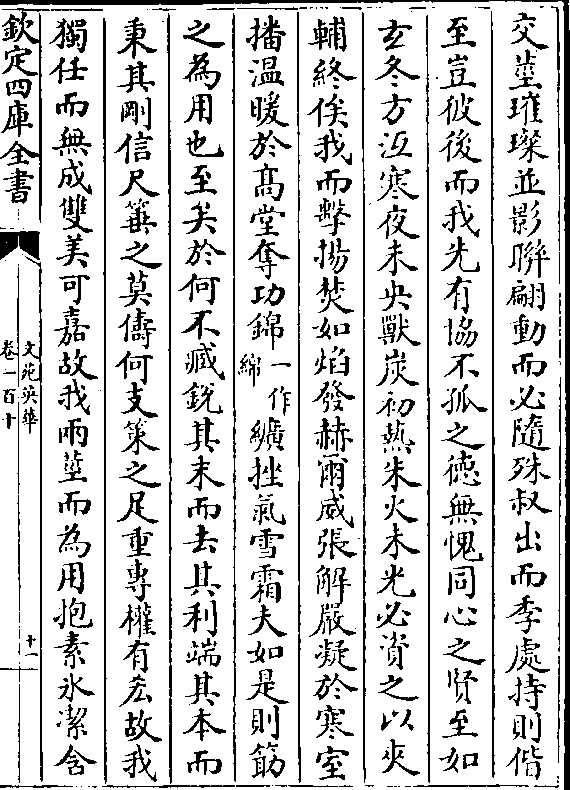 交莖璀璨並影聯翩動而必隨殊叔出而季處持則偕
至豈彼後而我先有協不孤之徳無愧同心之賢至如
玄冬方沍寒夜未央獸炭初熱朱火未光必資之以夾
輔終俟我而擊揚焚如焰發赫爾威張解嚴凝於寒室
播温暖於髙堂奪功錦一作綿纊挫氣雪霜夫如是則筯
之為用也至矣於何不臧銳其末而去其利端其本而
秉其剛信尺箠之莫儔何支策之足重專權有宏故我
獨任而無成雙美可嘉故我兩莖而為用抱素氷潔含
欽定四庫全書
文苑英華
卷一百十
十一